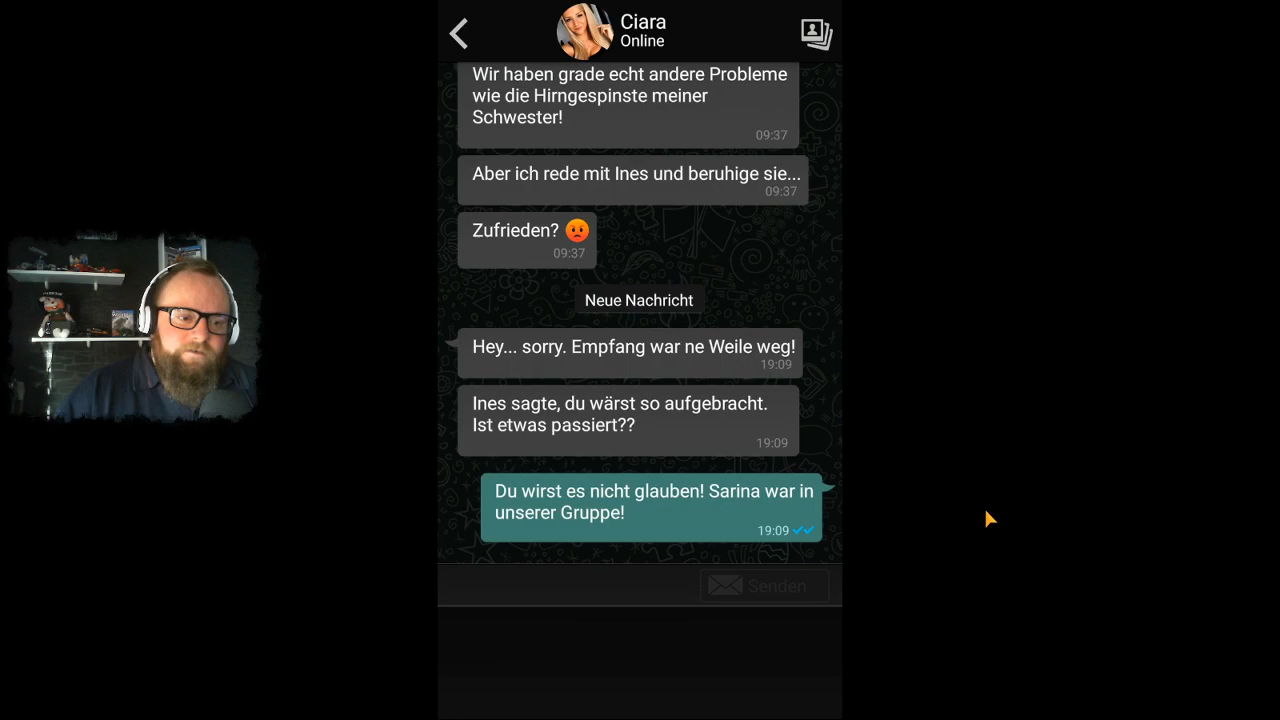 Ciara
Online
Wir haben grade echt andere Probleme
wie die Hirngespinste meiner
Schwester!
09:37
Aber ich rede mit Ines und beruhige sie...
09:37
Zufrieden? 😡
09:37
Neue Nachricht
Hey... sorry. Empfang war ne Weile weg!
19:09
Ines sagte, du wärst so aufgebracht.
Ist etwas passiert??
19:09
Du wirst es nicht glauben! Sarina war in
unserer Gruppe!
19:09
Senden